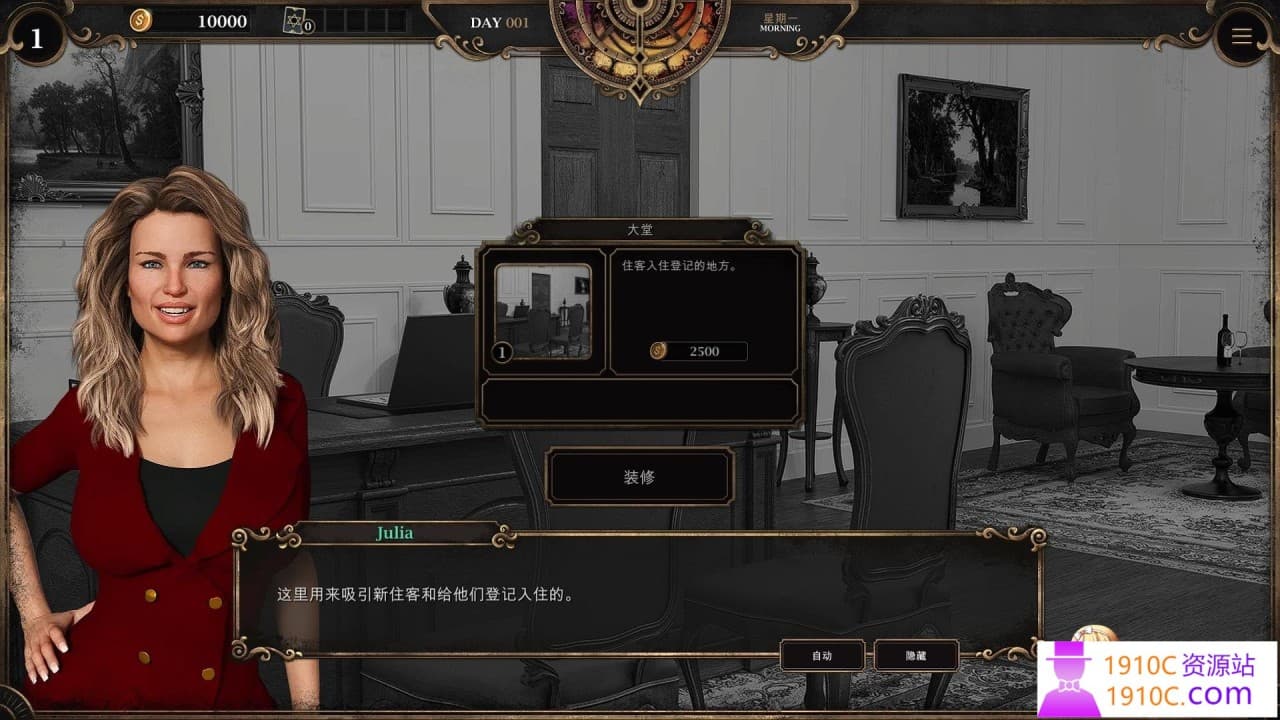 1
10000
0
DAY 001
星期一
MORNING
大堂
住客入住登记的地方。
1
2500
装修
Julia
这里用来吸引新住客和给他们登记入住的。
自动
隐藏
1910C 资源站
1910C.com